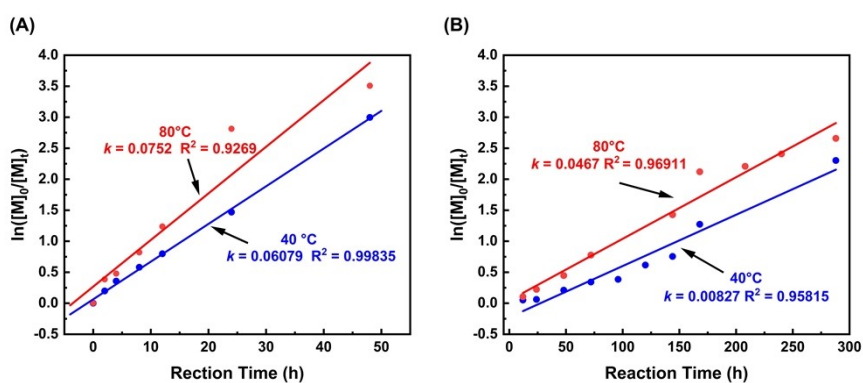 (A)
(B)
4.0
3.5
3.0
2.5
2.0
1.5
1.0
0.5
0.0
-0.5
ln([M]0/[M]t)
80°C
k = 0.0752 R2 = 0.9269
40 °C
k = 0.06079 R2 = 0.99835
0 10 20 30 40 50
Rection Time (h)
4.0
3.5
3.0
2.5
2.0
1.5
1.0
0.5
0.0
-0.5
ln([M]0/[M]t)
80°C
k = 0.0467 R2 = 0.96911
40°C
k = 0.00827 R2 = 0.95815
0 50 100 150 200 250 300
Reaction Time (h)